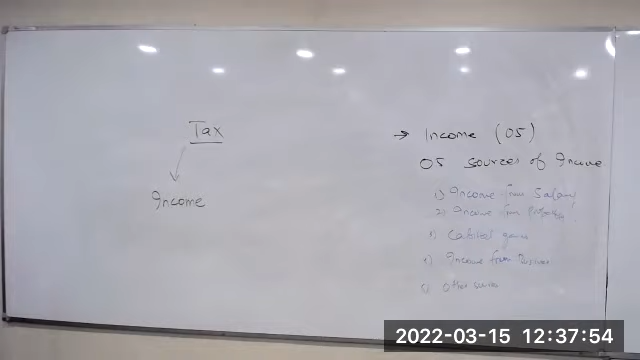 Tax
Income
→ Income (05)
05 sources of Income
1) Income from Salary
2) Income from property
3) Capital gains
4) Income from Business
5) Other sources
2022-03-15 12:37:54